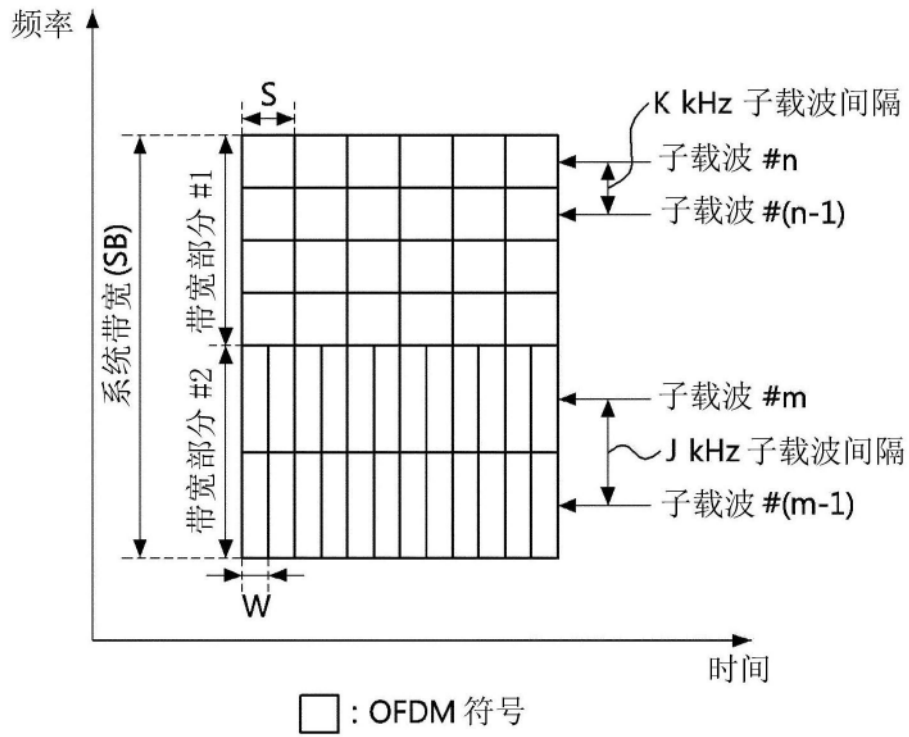 频率
S
K kHz 子载波间隔
子载波 #n
子载波 #(n-1)
系统带宽(SB)
带宽部分 #1
带宽部分 #2
子载波 #m
J kHz 子载波间隔
子载波 #(m-1)
W
时间
: OFDM 符号